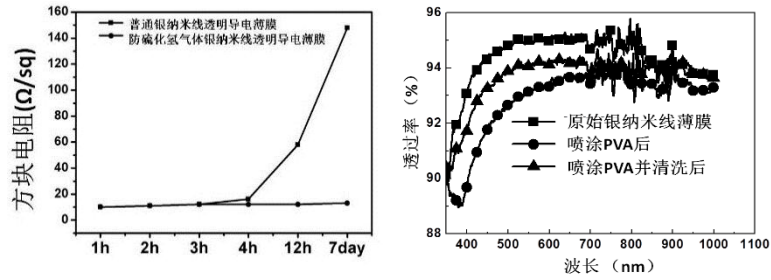 普通银纳米线透明导电薄膜
防硫化氢气体银纳米线透明导电薄膜
方块电阻(Ω/sq)
160
140
120
100
80
60
40
20
0
1h 2h 3h 4h 12h 7day
透过率 (%)
96
94
92
90
88
原始银纳米线薄膜
喷涂PVA后
喷涂PVA并清洗后
400 500 600 700 800 900 1000 1100
波长 (nm)